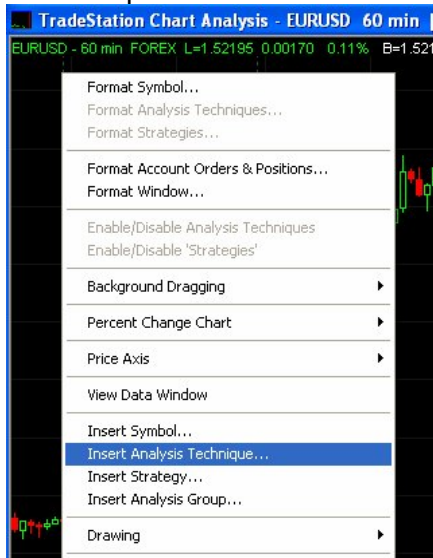 TradeStation Chart Analysis - EURUSD 60 min
EURUSD - 60 min FOREX L=1.52195 0.00170 0.11% B=1.521
Format Symbol...
Format Analysis Techniques...
Format Strategies...
Format Account Orders & Positions...
Format Window...
Enable/Disable Analysis Techniques
Enable/Disable 'Strategies'
Background Dragging
Percent Change Chart
Price Axis
View Data Window
Insert Symbol...
Insert Analysis Technique...
Insert Strategy...
Insert Analysis Group...
Drawing